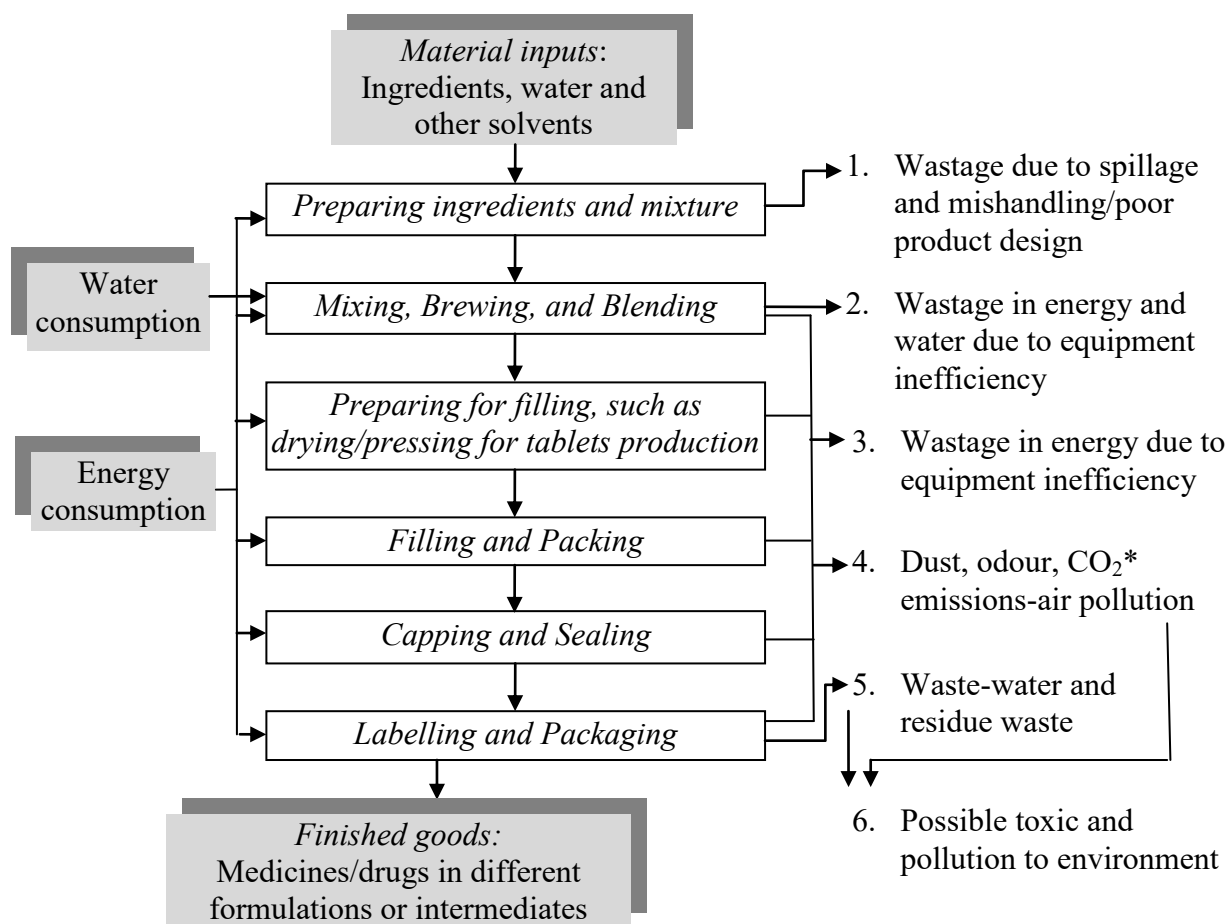 Material inputs:
Ingredients, water and
other solvents
Preparing ingredients and mixture
1. Wastage due to spillage
and mishandling/poor
product design
Water
consumption
Mixing, Brewing, and Blending
2. Wastage in energy and
water due to equipment
inefficiency
Preparing for filling, such as
drying/pressing for tablets production
3. Wastage in energy due to
equipment inefficiency
Energy
consumption
Filling and Packing
4. Dust, odour, CO₂*
emissions-air pollution
Capping and Sealing
5. Waste-water and
residue waste
Labelling and Packaging
6. Possible toxic and
pollution to environment
Finished goods:
Medicines/drugs in different
formulations or intermediates